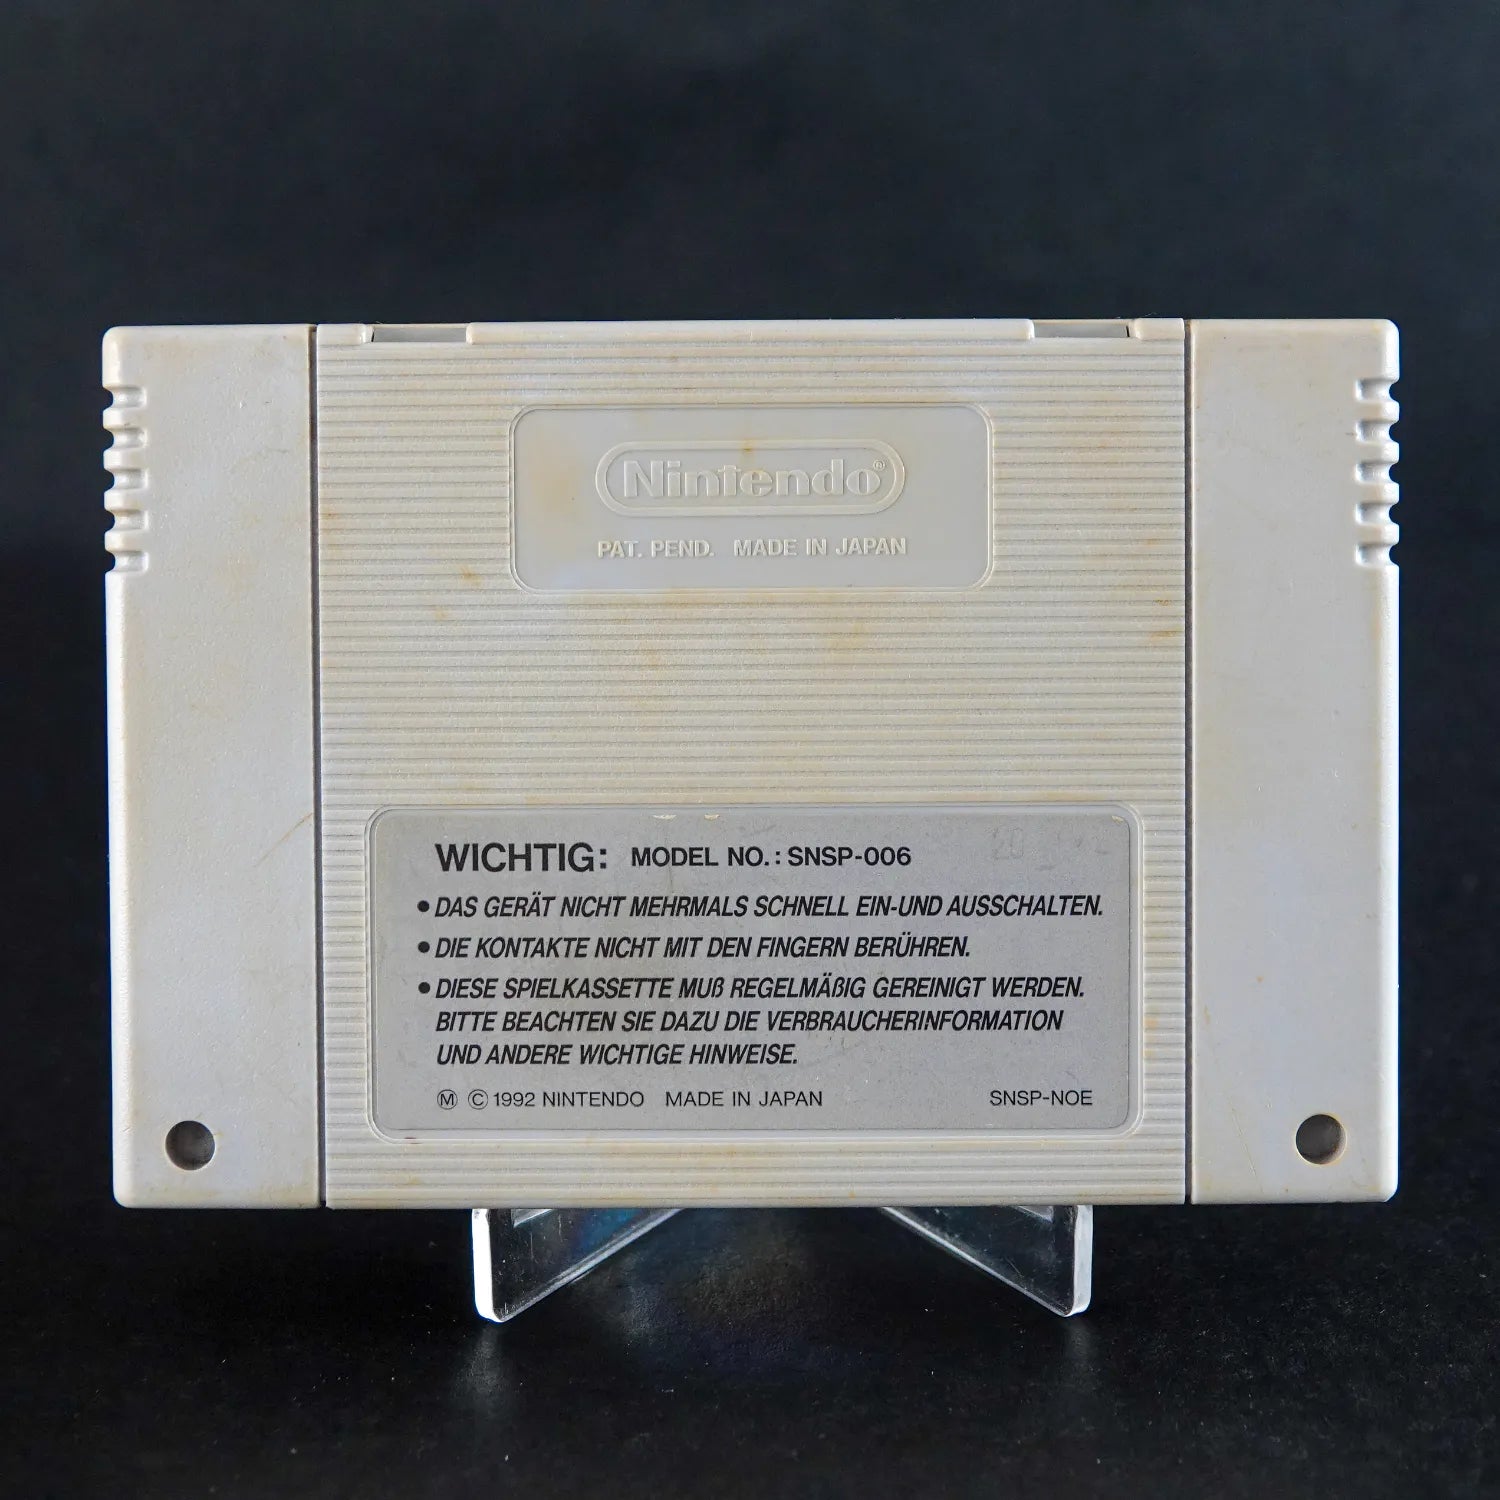 Nintendo®
PAT. PEND. MADE IN JAPAN
WICHTIG: MODEL NO.: SNSP-006
• DAS GERÄT NICHT MEHRMALS SCHNELL EIN-UND AUSSCHALTEN.
• DIE KONTAKTE NICHT MIT DEN FINGERN BERÜHREN.
• DIESE SPIELKASSETTE MUß REGELMÄßIG GEREINIGT WERDEN.
BITTE BEACHTEN SIE DAZU DIE VERBRAUCHERINFORMATION
UND ANDERE WICHTIGE HINWEISE.
Ⓜ © 1992 NINTENDO MADE IN JAPAN SNSP-NOE